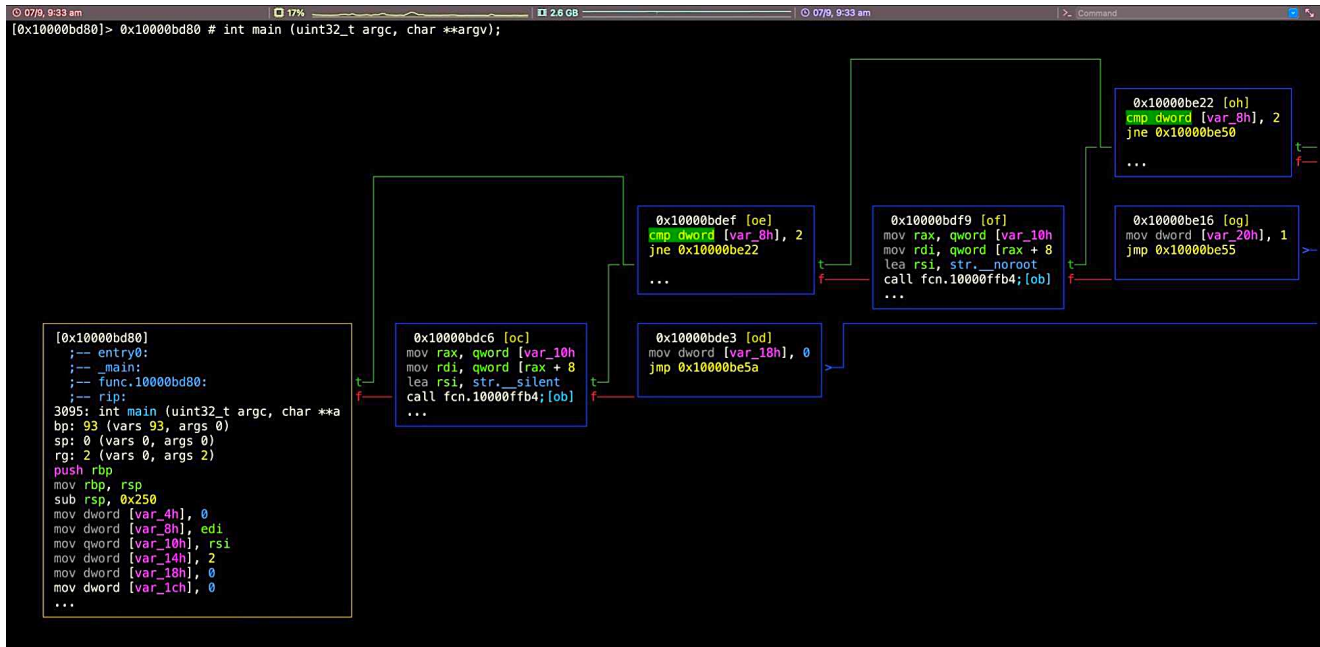 07/9, 9:33 am
17%
2.6 GB
07/9, 9:33 am
>_ Command
[0x10000bd80]> 0x10000bd80 # int main (uint32_t argc, char **argv);
0x10000be22 [oh]
cmp dword [var_8h], 2
jne 0x10000be50
...
t
f
0x10000bdef [oe]
cmp dword [var_8h], 2
jne 0x10000be22
...
t
f
0x10000bdf9 [of]
mov rax, qword [var_10h
mov rdi, qword [rax + 8
lea rsi, str.__noroot
call fcn.10000ffb4;[ob]
...
t
f
0x10000be16 [og]
mov dword [var_20h], 1
jmp 0x10000be55
>
[0x10000bd80]
;-- entry0:
;-- _main:
;-- func.10000bd80:
;-- rip:
3095: int main (uint32_t argc, char **a
bp: 93 (vars 93, args 0)
sp: 0 (vars 0, args 0)
rg: 2 (vars 0, args 2)
push rbp
mov rbp, rsp
sub rsp, 0x250
mov dword [var_4h], 0
mov dword [var_8h], edi
mov qword [var_10h], rsi
mov dword [var_14h], 2
mov dword [var_18h], 0
mov dword [var_1ch], 0
...
t
f
0x10000bdc6 [oc]
mov rax, qword [var_10h
mov rdi, qword [rax + 8
lea rsi, str.__silent
call fcn.10000ffb4;[ob]
...
t
f
0x10000bde3 [od]
mov dword [var_18h], 0
jmp 0x10000be5a
>